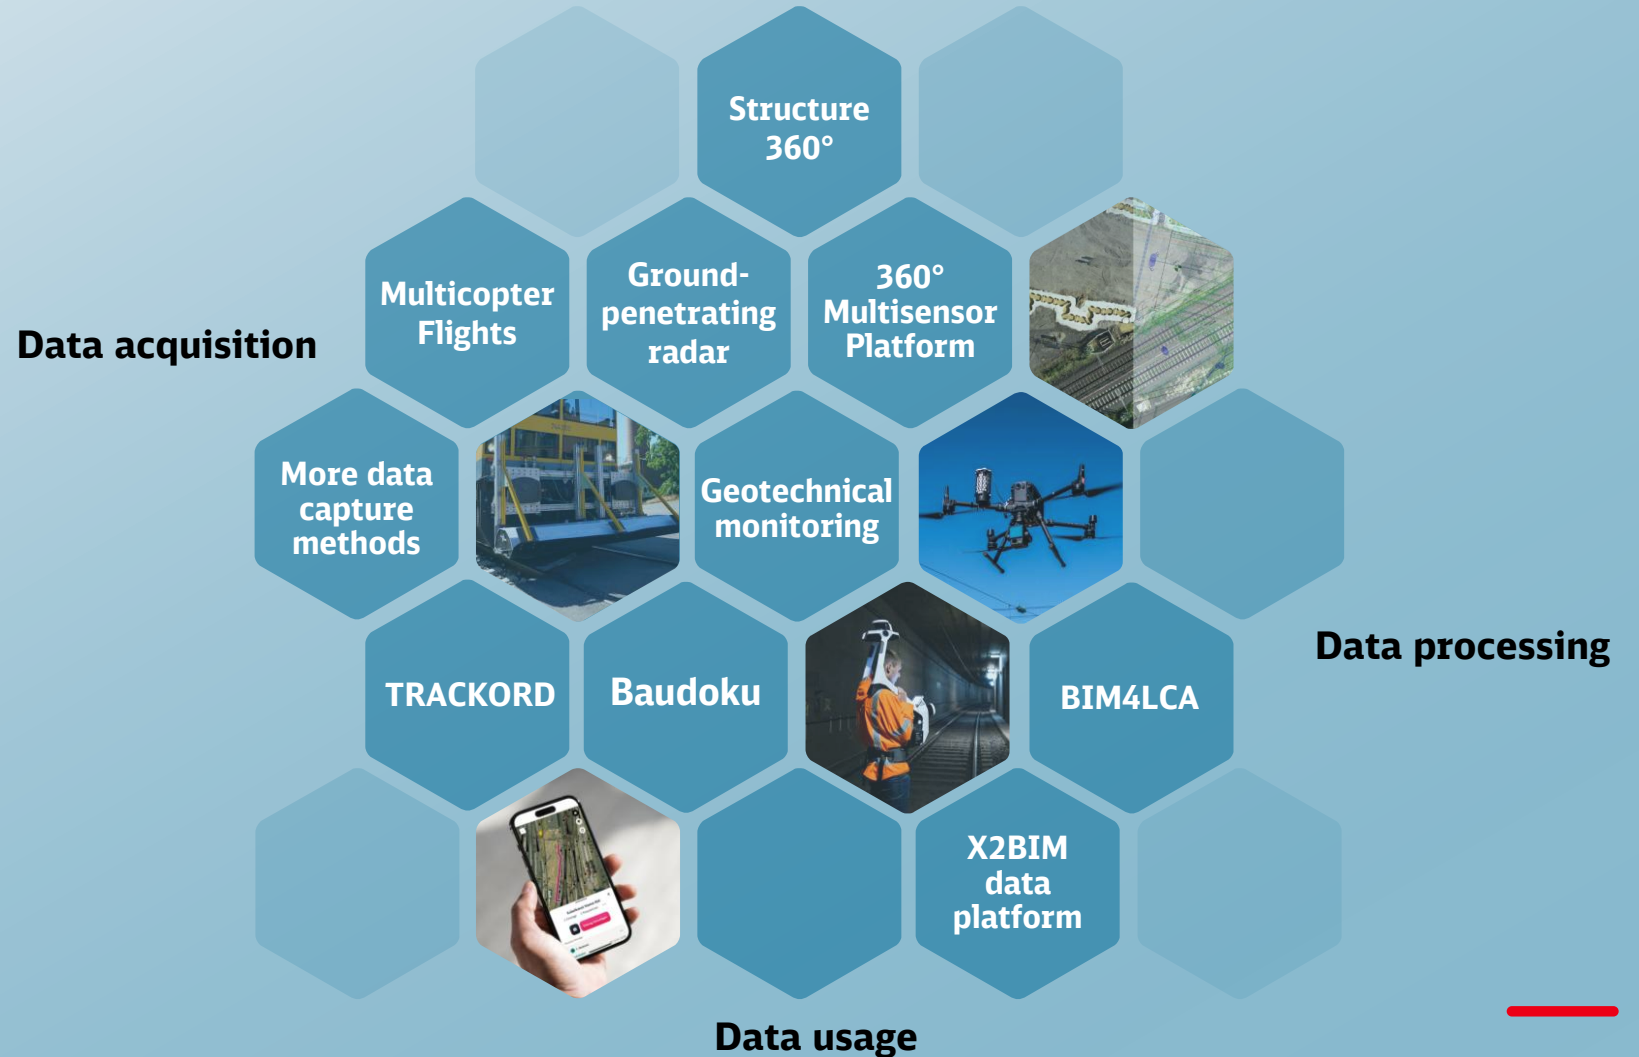 Structure
360°
Multicopter
Flights
Ground-
penetrating
radar
360°
Multisensor
Platform
Data acquisition
More data
capture
methods
Geotechnical
monitoring
Data processing
TRACKORD
Baudoku
BIM4LCA
X2BIM
data
platform
Data usage